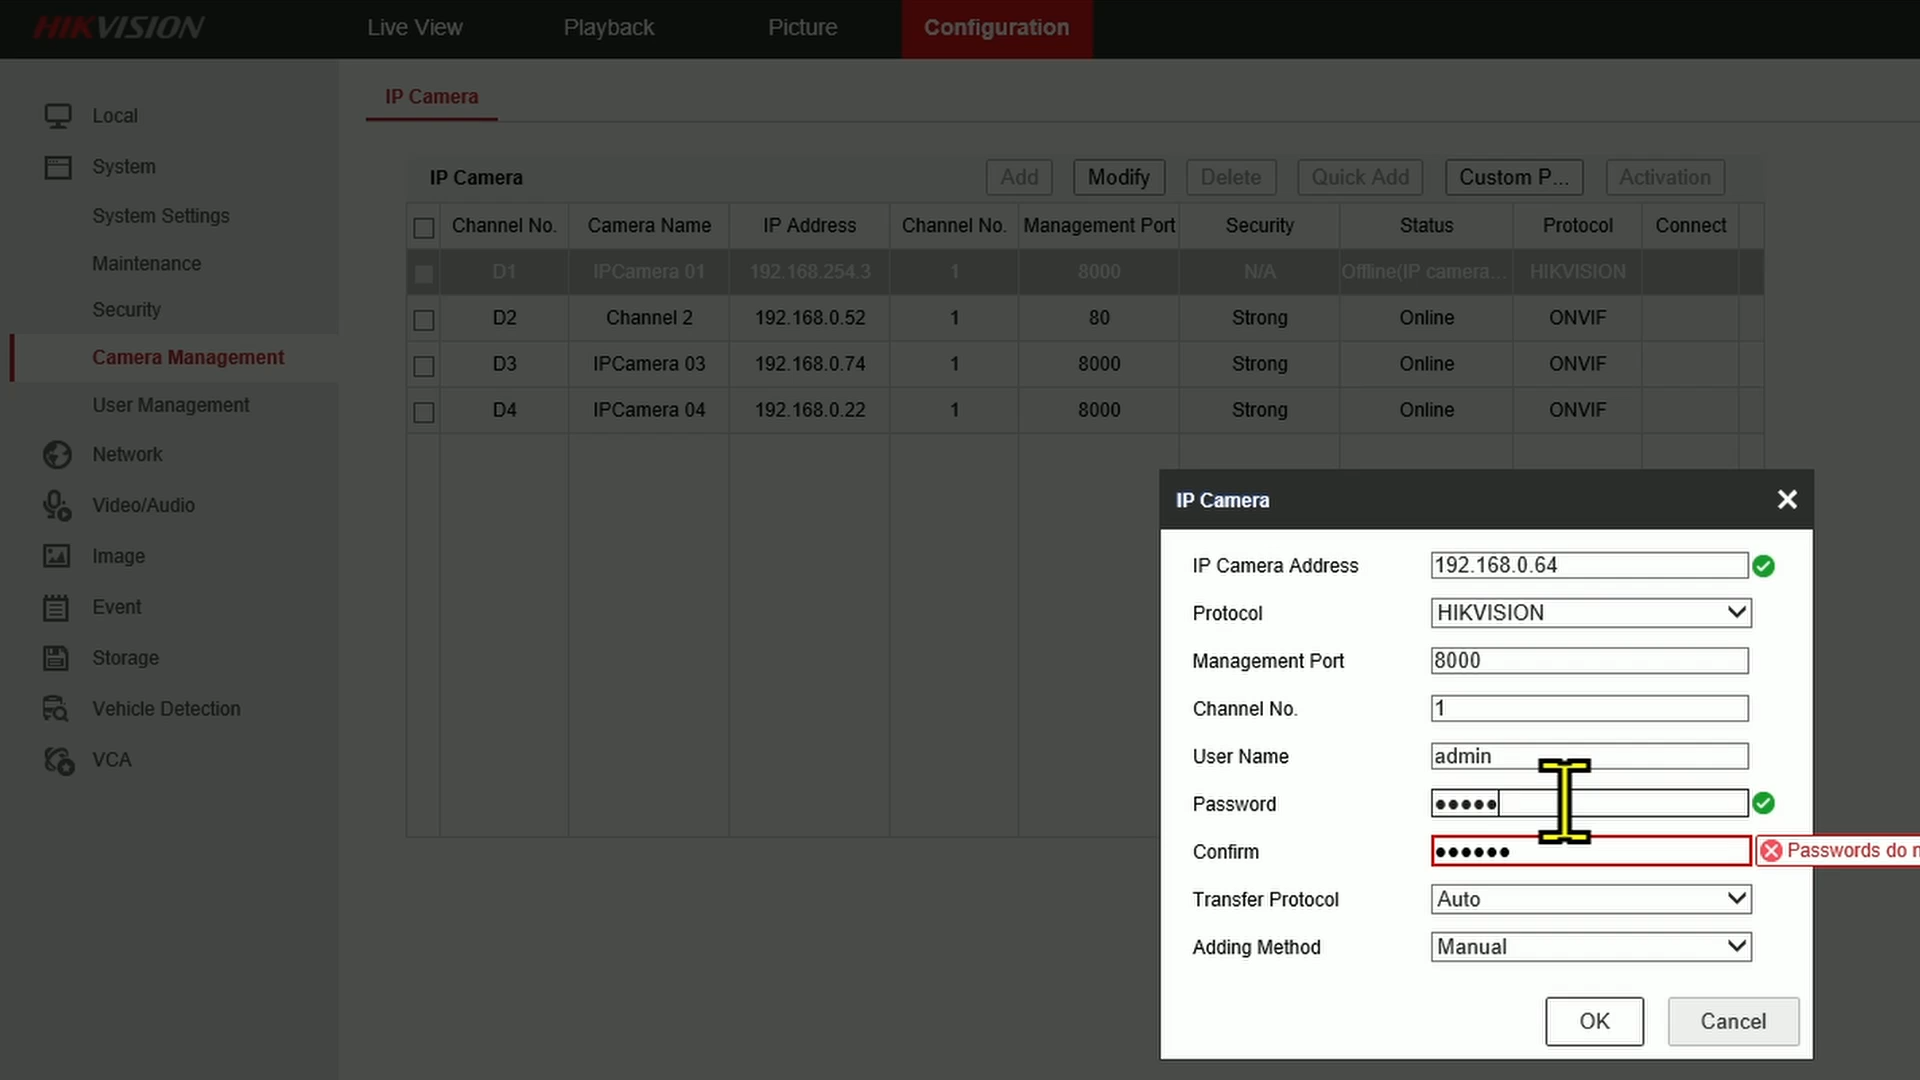 HIKVISION
Live View
Playback
Picture
Configuration
Local
System
System Settings
Maintenance
Security
Camera Management
User Management
Network
Video/Audio
Image
Event
Storage
Vehicle Detection
VCA
IP Camera
IP Camera
Add
Modify
Delete
Quick Add
Custom P...
Activation
Channel No. Camera Name IP Address Channel No. Management Port Security Status Protocol Connect
D1 IPCamera 01 192.168.254.3 1 8000 N/A Offline(IP camera... HIKVISION
D2 Channel 2 192.168.0.52 1 80 Strong Online ONVIF
D3 IPCamera 03 192.168.0.74 1 8000 Strong Online ONVIF
D4 IPCamera 04 192.168.0.22 1 8000 Strong Online ONVIF
IP Camera
IP Camera Address 192.168.0.64
Protocol HIKVISION
Management Port 8000
Channel No. 1
User Name admin
Password •••••
Confirm •••••• Passwords do
Transfer Protocol Auto
Adding Method Manual
OK Cancel